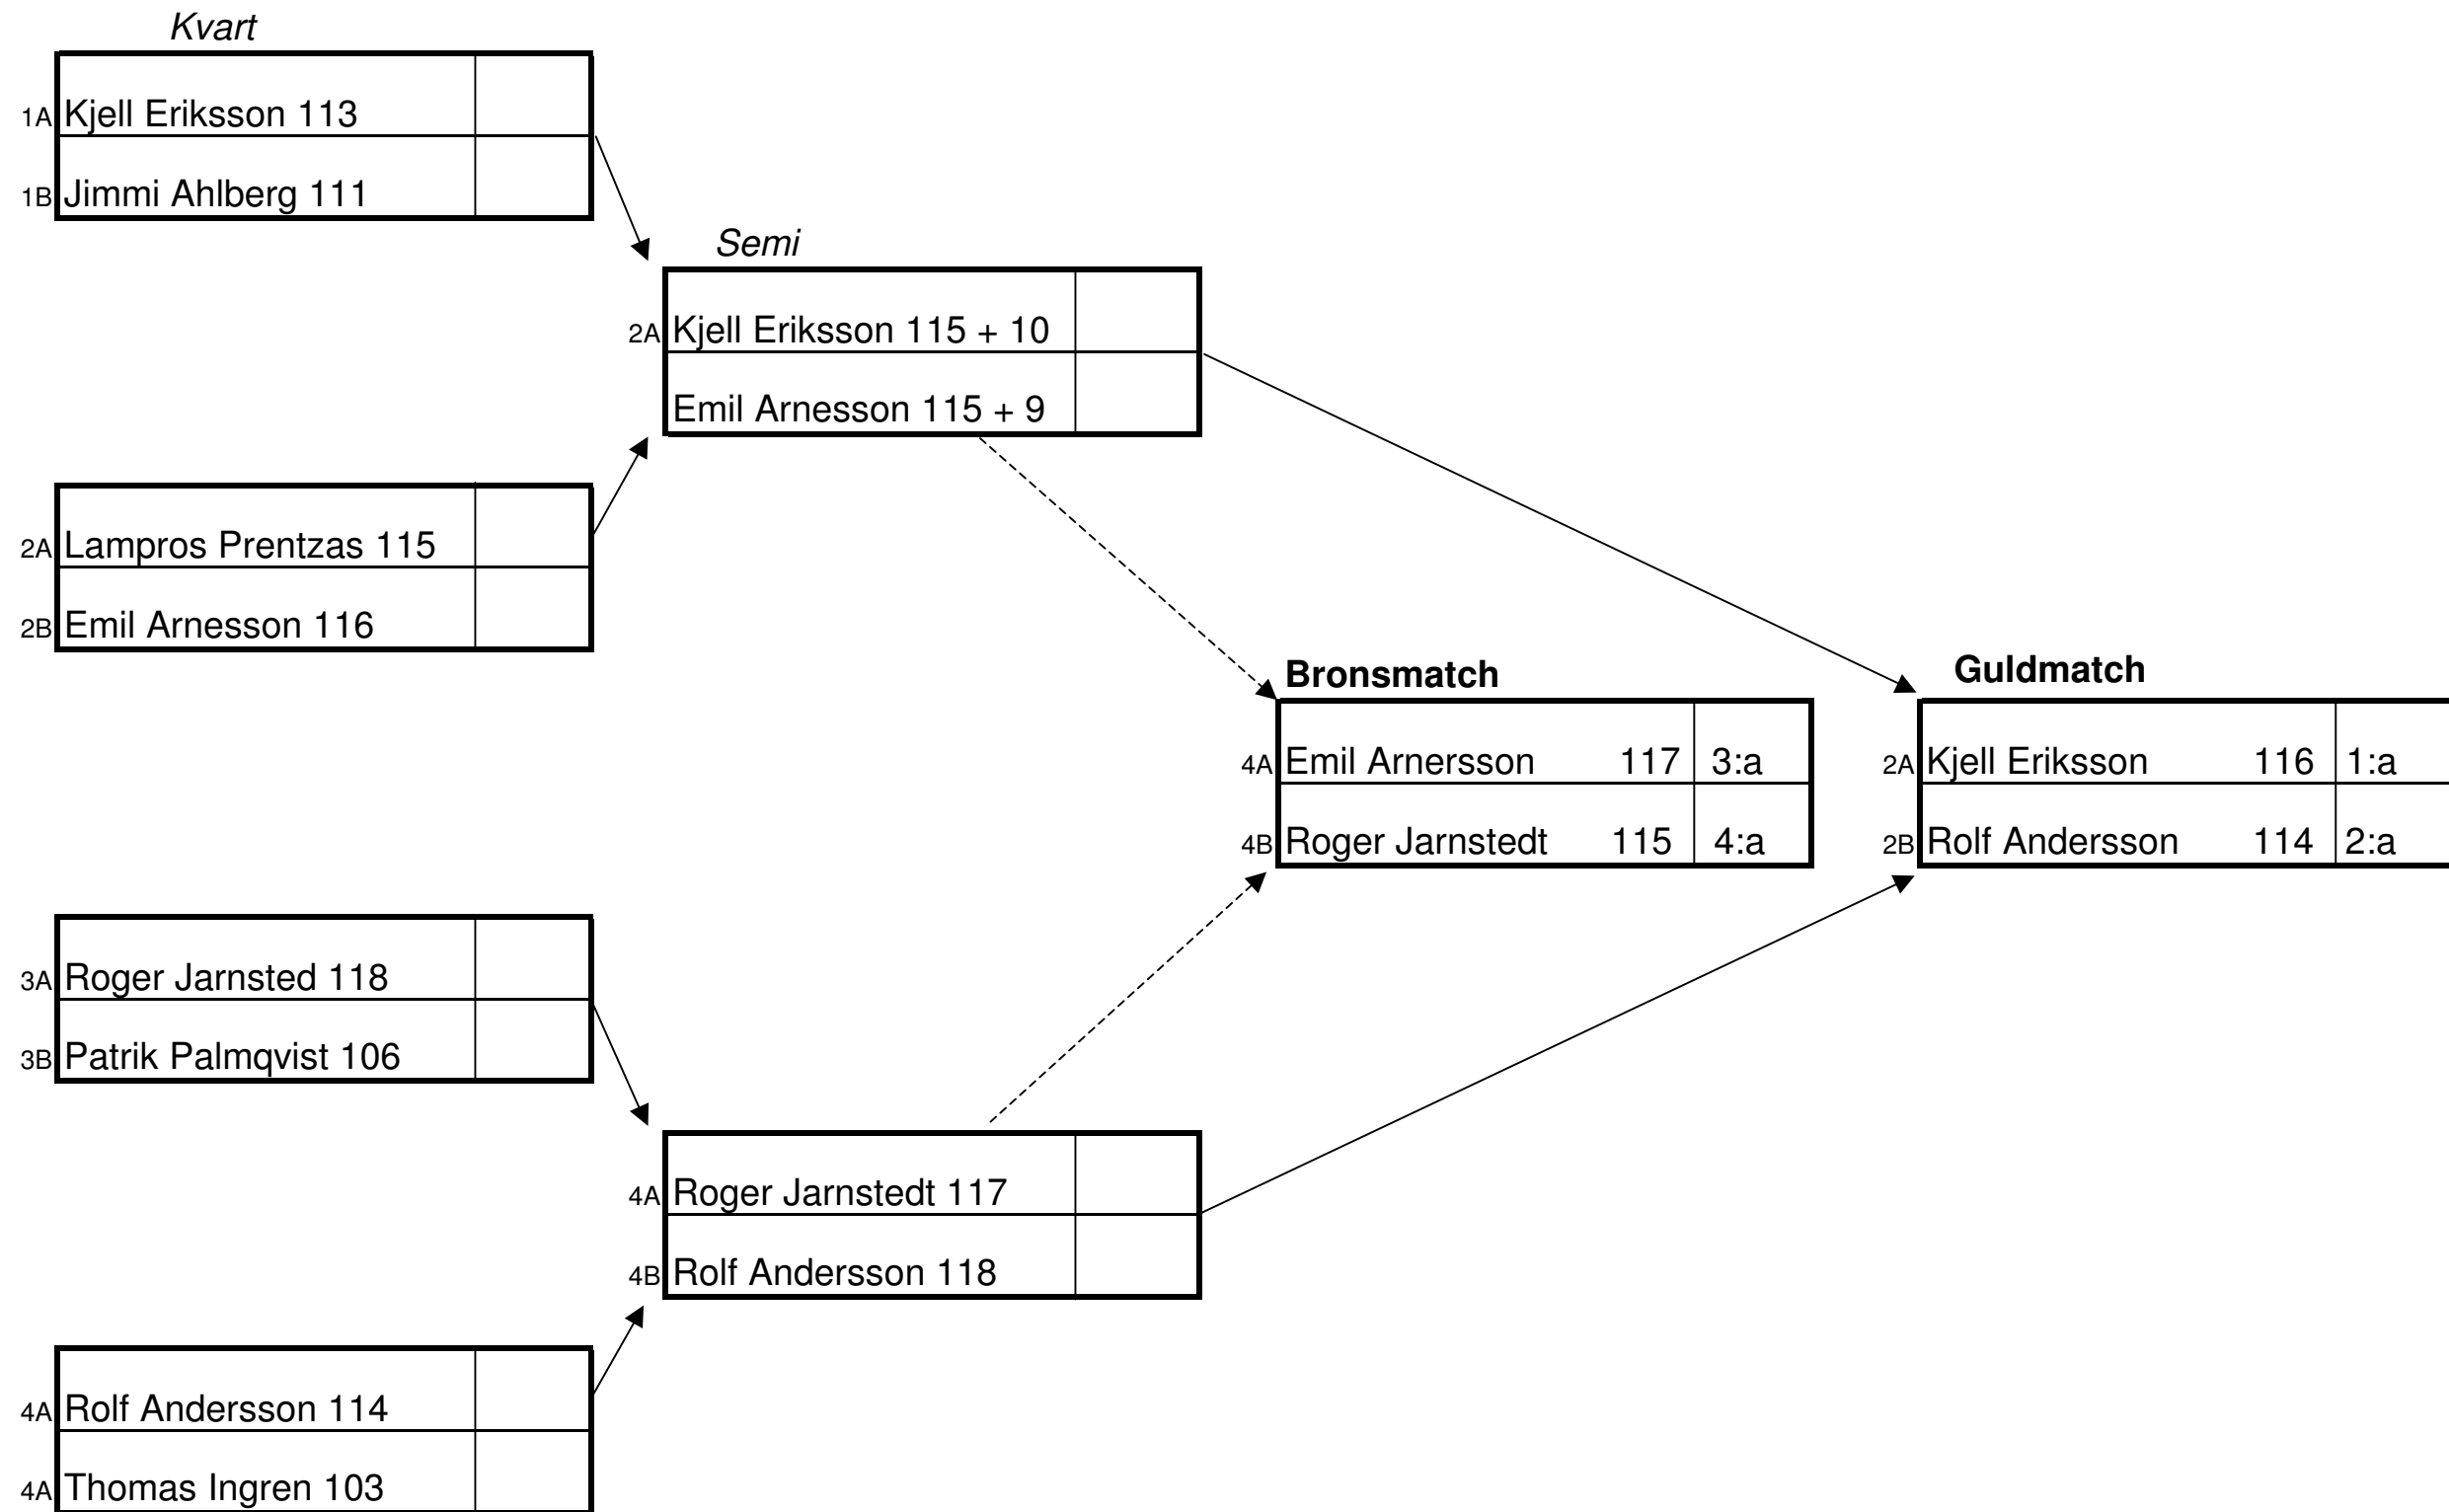 Kvart
1A Kjell Eriksson 113
1B Jimmi Ahlberg 111
Semi
2A Kjell Eriksson 115 + 10
Emil Arnesson 115 + 9
2A Lampros Prentzas 115
2B Emil Arnesson 116
Bronsmatch
4A Emil Arnersson 117 3:a
4B Roger Jarnstedt 115 4:a
Guldmatch
2A Kjell Eriksson 116 1:a
2B Rolf Andersson 114 2:a
3A Roger Jarnsted 118
3B Patrik Palmqvist 106
4A Roger Jarnstedt 117
4B Rolf Andersson 118
4A Rolf Andersson 114
4A Thomas Ingren 103